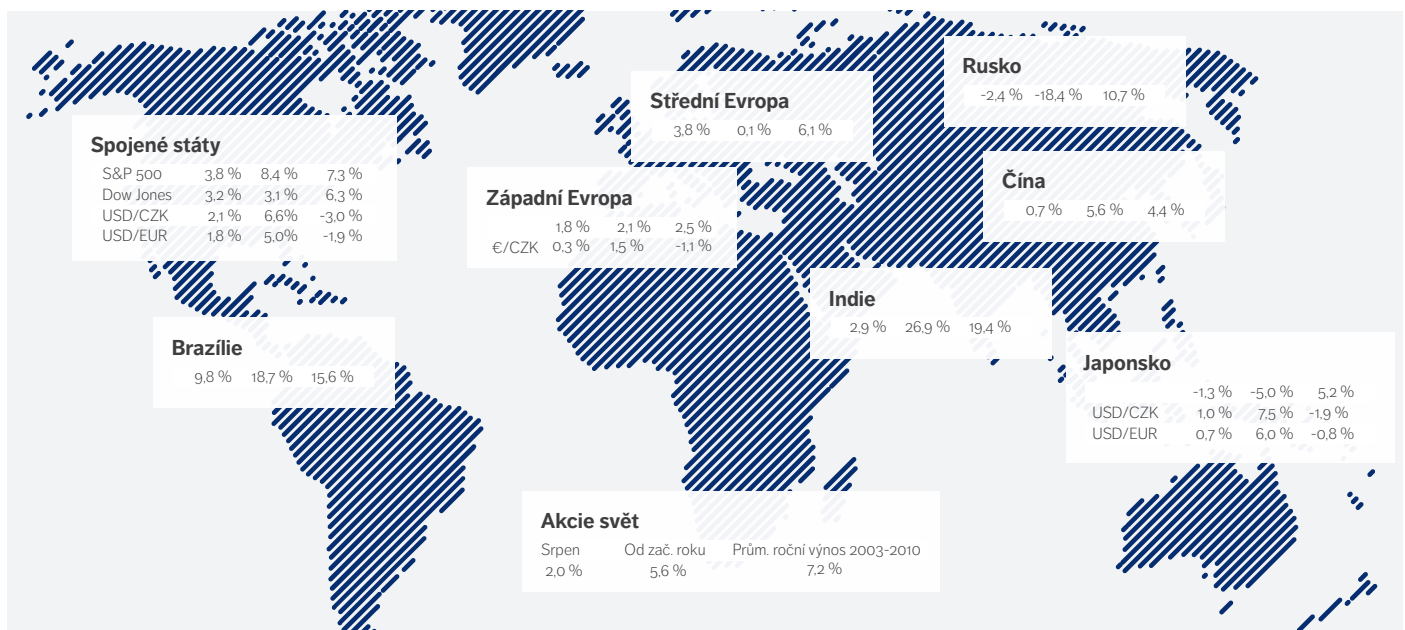 Rusko
-2,4 % -18,4 % 10,7 %
Střední Evropa
3,8 % 0,1 % 6,1 %
Spojené státy
S&P 500 3,8 % 8,4 % 7,3 %
Dow Jones 3,2 % 3,1 % 6,3 %
USD/CZK 2,1 % 6,6% -3,0 %
USD/EUR 1,8 % 5,0% -1,9 %
Západní Evropa
1,8 % 2,1 % 2,5 %
€/CZK 0,3 % 1,5 % -1,1 %
Čína
0,7 % 5,6 % 4,4 %
Indie
2,9 % 26,9 % 19,4 %
Brazílie
9,8 % 18,7 % 15,6 %
Japonsko
-1,3 % -5,0 % 5,2 %
USD/CZK 1,0 % 7,5 % -1,9 %
USD/EUR 0,7 % 6,0 % -0,8 %
Akcie svět
Srpen Od zač. roku Prům. roční výnos 2003-2010
2,0 % 5,6 % 7,2 %